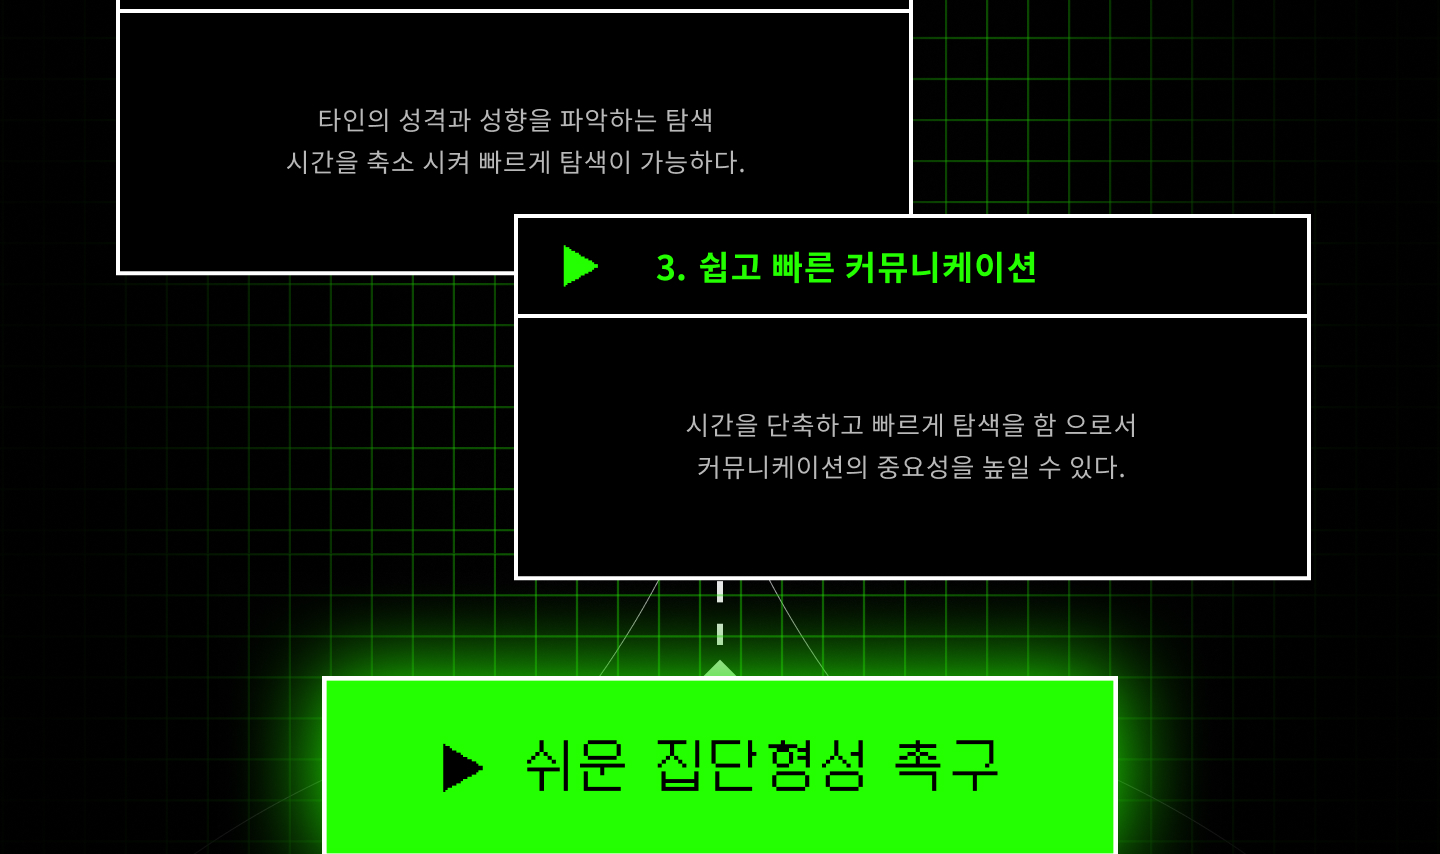 타인의 성격과 성향을 파악하는 탐색
시간을 축소 시켜 빠르게 탐색이 가능하다.
3. 쉽고 빠른 커뮤니케이션
시간을 단축하고 빠르게 탐색을 함 으로서
커뮤니케이션의 중요성을 높일 수 있다.
쉬운 집단형성 촉구